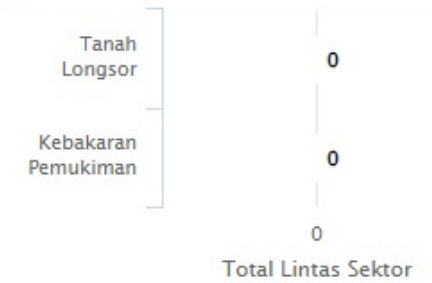 Tanah
Longsor
0
Kebakaran
Pemukiman
0
0
Total Lintas Sektor